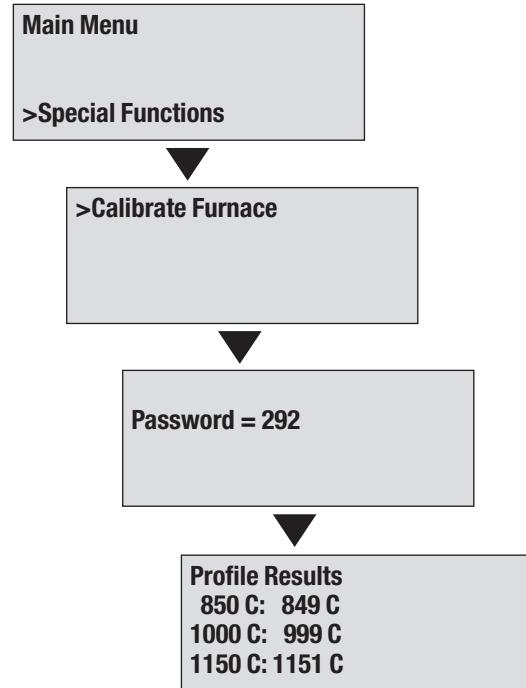 Main Menu
>Special Functions
>Calibrate Furnace
Password = 292
Profile Results
850 C: 849 C
1000 C: 999 C
1150 C: 1151 C